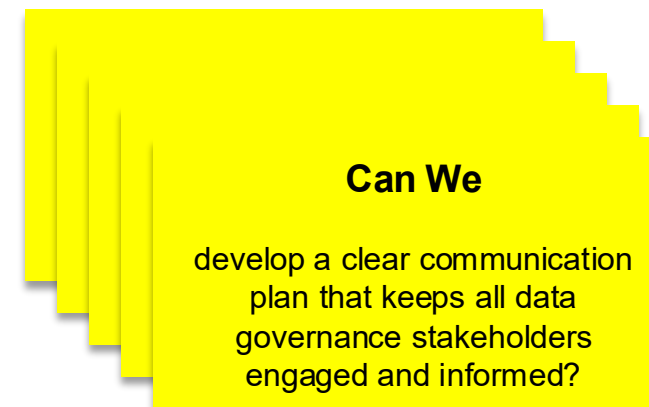 Can We
develop a clear communication
plan that keeps all data
governance stakeholders
engaged and informed?